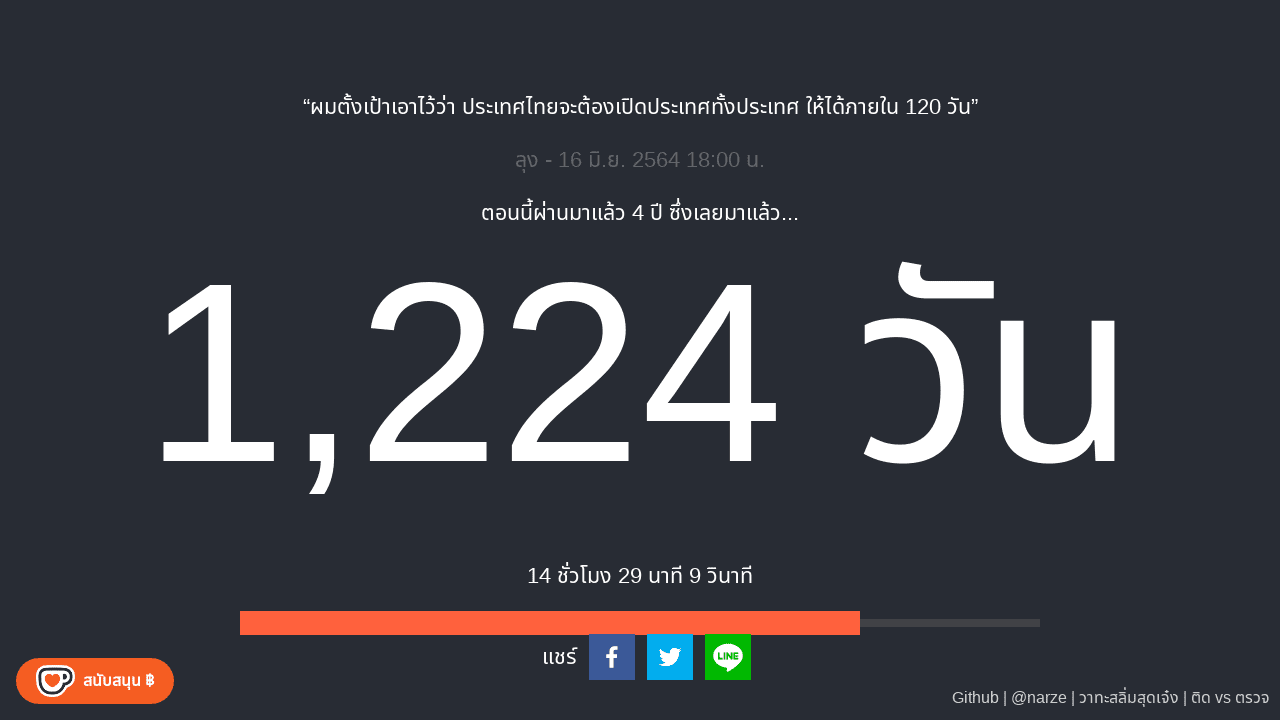 “ผมตั้งเป้าเอาไว้ว่า ประเทศไทยจะต้องเปิดประเทศทั้งประเทศ ให้ได้ภายใน 120 วัน”
ลุง - 16 มิ.ย. 2564 18:00 น.
ตอนนี้ผ่านมาแล้ว 4 ปี ซึ่งเลยมาแล้ว...
1,224 วัน
14 ชั่วโมง 29 นาที 9 วินาที
แชร์
LINE
สนับสนุน ฿
Github | @narze | วาทะสลิ่มสุดเจ๋ง | ติด vs ตรวจ